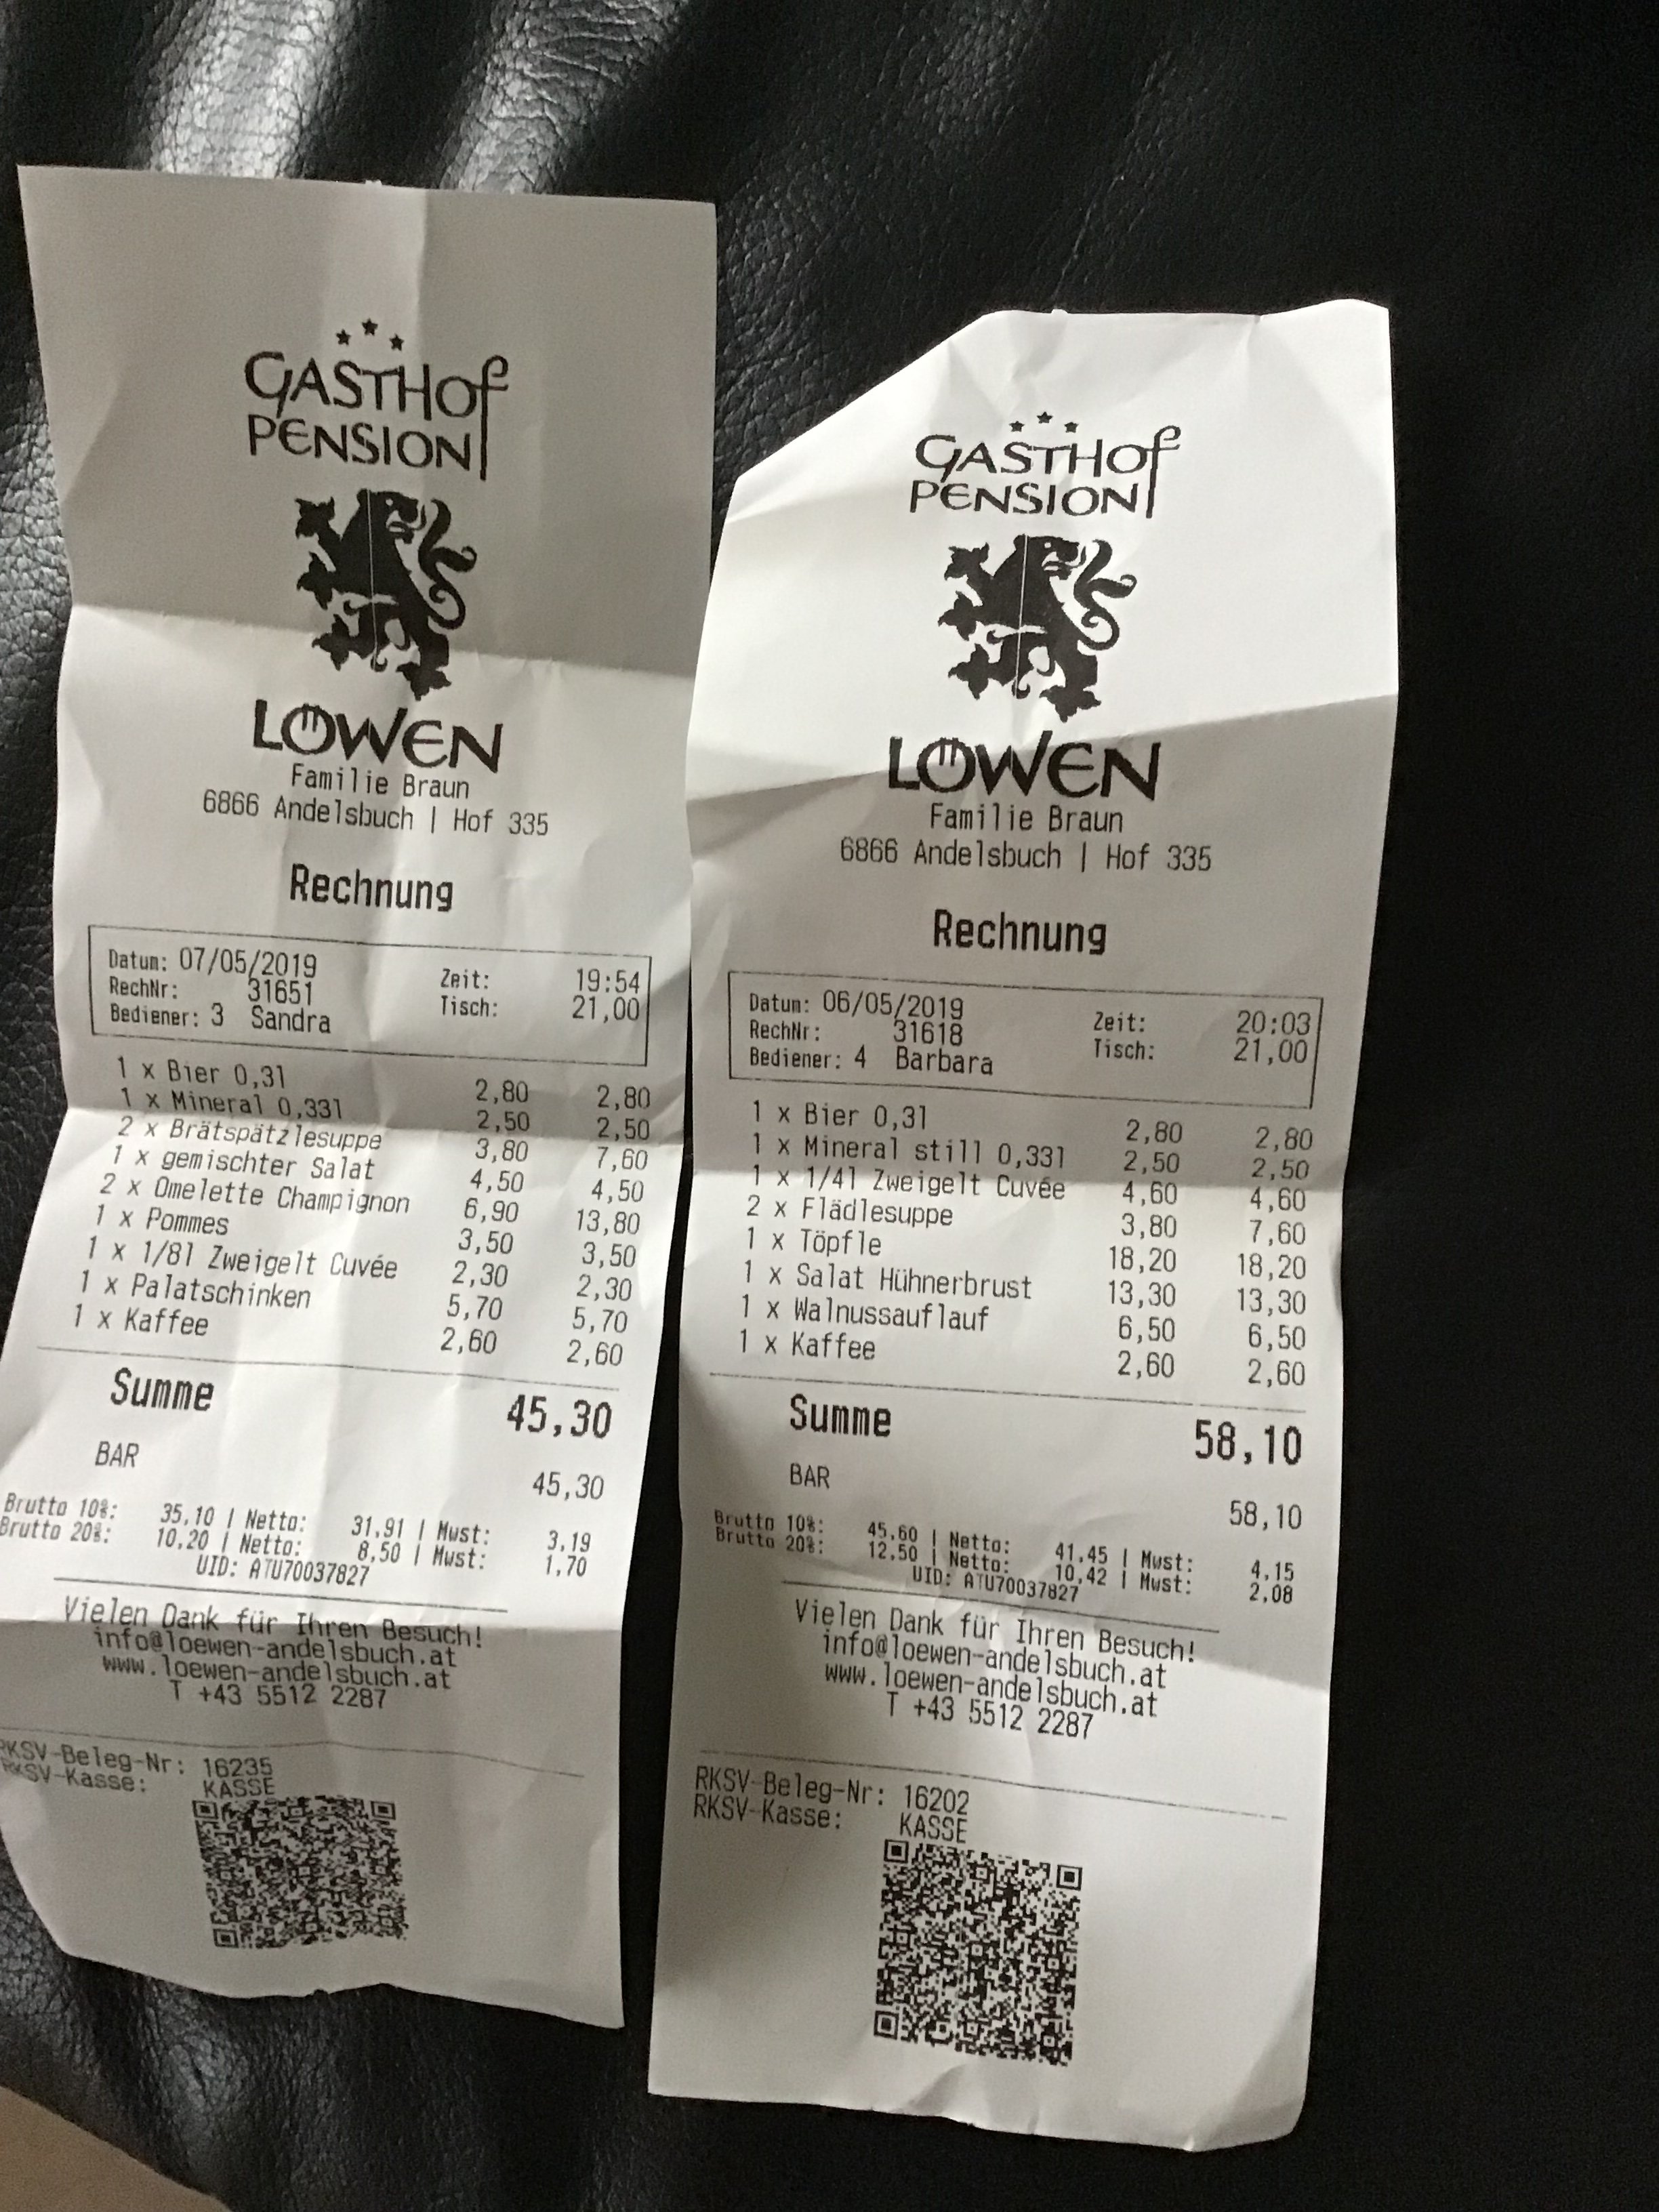 GASTHOF
PENSION
LÖWEN
Familie Braun
6866 Andelsbuch | Hof 335
Rechnung
Datum: 07/05/2019 Zeit: 19:54
RechNr: 31651 Tisch: 21,00
Bediener: 3 Sandra
1 x Bier 0,3l 2,80 2,80
1 x Mineral 0,33l 2,50 2,50
2 x Brätspätzlesuppe 3,80 7,60
1 x gemischter Salat 4,50 4,50
2 x Omelette Champignon 6,90 13,80
1 x Pommes 3,50 3,50
1 x 1/8l Zweigelt Cuvée 2,30 2,30
1 x Palatschinken 5,70 5,70
1 x Kaffee 2,60 2,60
Summe 45,30
BAR 45,30
Brutto 10%: 35,10 | Netto: 31,91 | Mwst: 3,19
Brutto 20%: 10,20 | Netto: 8,50 | Mwst: 1,70
UID: ATU70037827
Vielen Dank für Ihren Besuch!
info@loewen-andelsbuch.at
www.loewen-andelsbuch.at
T +43 5512 2287
RKSV-Beleg-Nr: 16235
RKSV-Kasse: KASSE
GASTHOF
PENSION
LÖWEN
Familie Braun
6866 Andelsbuch | Hof 335
Rechnung
Datum: 06/05/2019 Zeit: 20:03
RechNr: 31618 Tisch: 21,00
Bediener: 4 Barbara
1 x Bier 0,3l 2,80 2,80
1 x Mineral still 0,33l 2,50 2,50
1 x 1/4l Zweigelt Cuvée 4,60 4,60
2 x Flädlesuppe 3,80 7,60
1 x Töpfle 18,20 18,20
1 x Salat Hühnerbrust 13,30 13,30
1 x Walnussauflauf 6,50 6,50
1 x Kaffee 2,60 2,60
Summe 58,10
BAR 58,10
Brutto 10%: 45,60 | Netto: 41,45 | Mwst: 4,15
Brutto 20%: 12,50 | Netto: 10,42 | Mwst: 2,08
UID: ATU70037827
Vielen Dank für Ihren Besuch!
info@loewen-andelsbuch.at
www.loewen-andelsbuch.at
T +43 5512 2287
RKSV-Beleg-Nr: 16202
RKSV-Kasse: KASSE